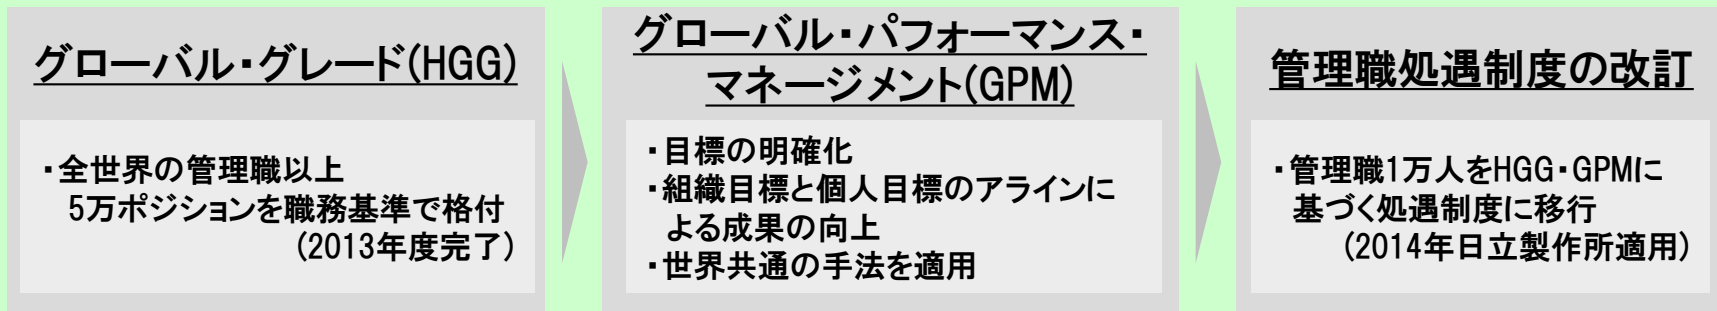 グローバル・グレード(HGG)
・全世界の管理職以上
5万ポジションを職務基準で格付
(2013年度完了)
グローバル・パフォーマンス・
マネージメント(GPM)
・目標の明確化
・組織目標と個人目標のアラインに
よる成果の向上
・世界共通の手法を適用
管理職処遇制度の改訂
・管理職1万人をHGG・GPMに
基づく処遇制度に移行
(2014年日立製作所適用)